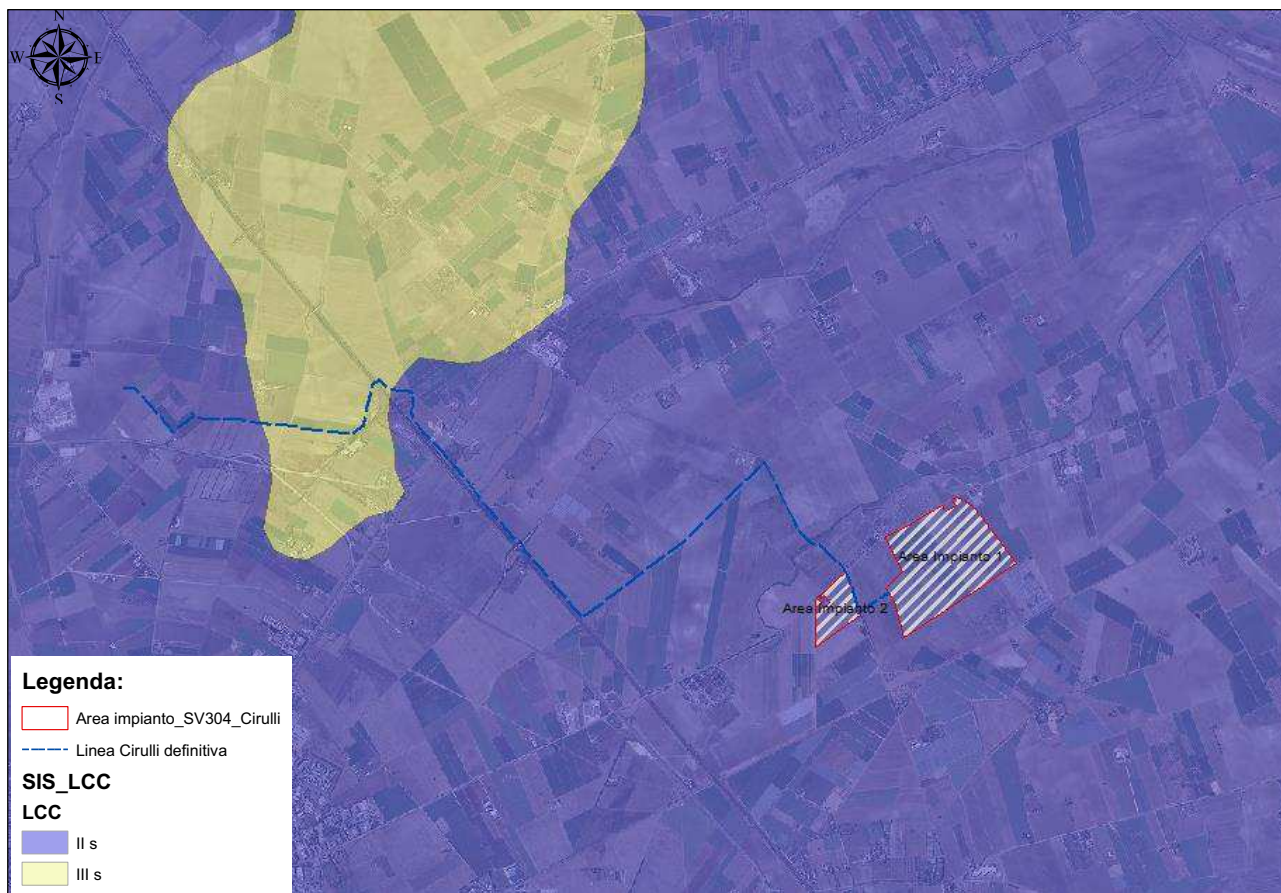 N
W E
S
Area Impianto 1
Area Impianto 2
Legenda:
Area impianto_SV304_Cirulli
Linea Cirulli definitiva
SIS_LCC
LCC
II s
III s